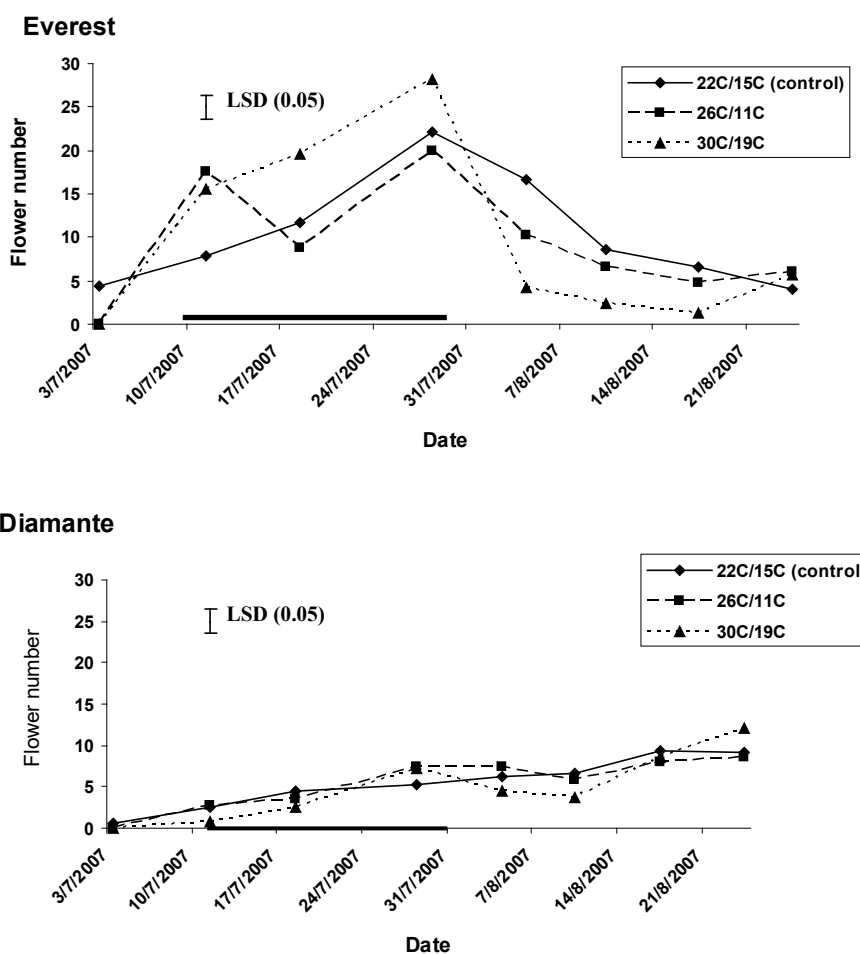 Everest
30
25
20
15
10
5
0
Flower number
LSD (0.05)
22C/15C (control)
26C/11C
30C/19C
3/7/2007
10/7/2007
17/7/2007
24/7/2007
31/7/2007
7/8/2007
14/8/2007
21/8/2007
Date
Diamante
30
25
20
15
10
5
0
Flower number
LSD (0.05)
22C/15C (control
26C/11C
30C/19C
3/7/2007
10/7/2007
17/7/2007
24/7/2007
31/7/2007
7/8/2007
14/8/2007
21/8/2007
Date